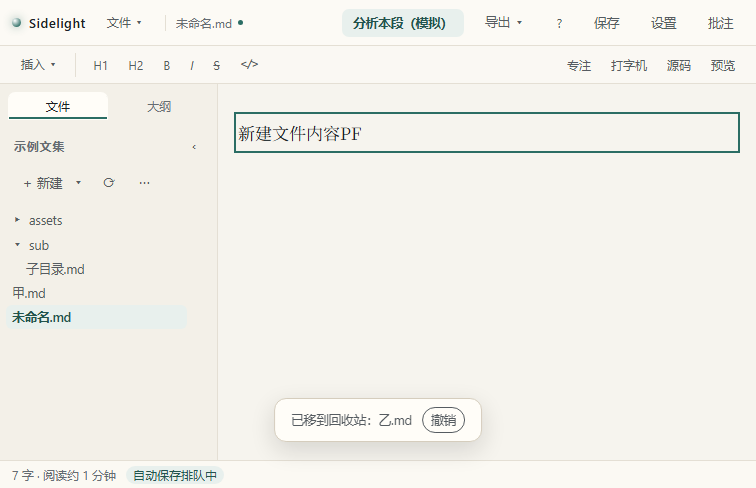 Sidelight 文件 未命名.md 分析本段（模拟） 导出 ? 保存 设置 批注
插入 H1 H2 B I S </> 专注 打字机 源码 预览
文件 大纲
示例文集
+ 新建 ...
assets
sub
子目录.md
甲.md
未命名.md
新建文件内容PF
已移到回收站：乙.md 撤销
7 字 · 阅读约 1 分钟 自动保存排队中